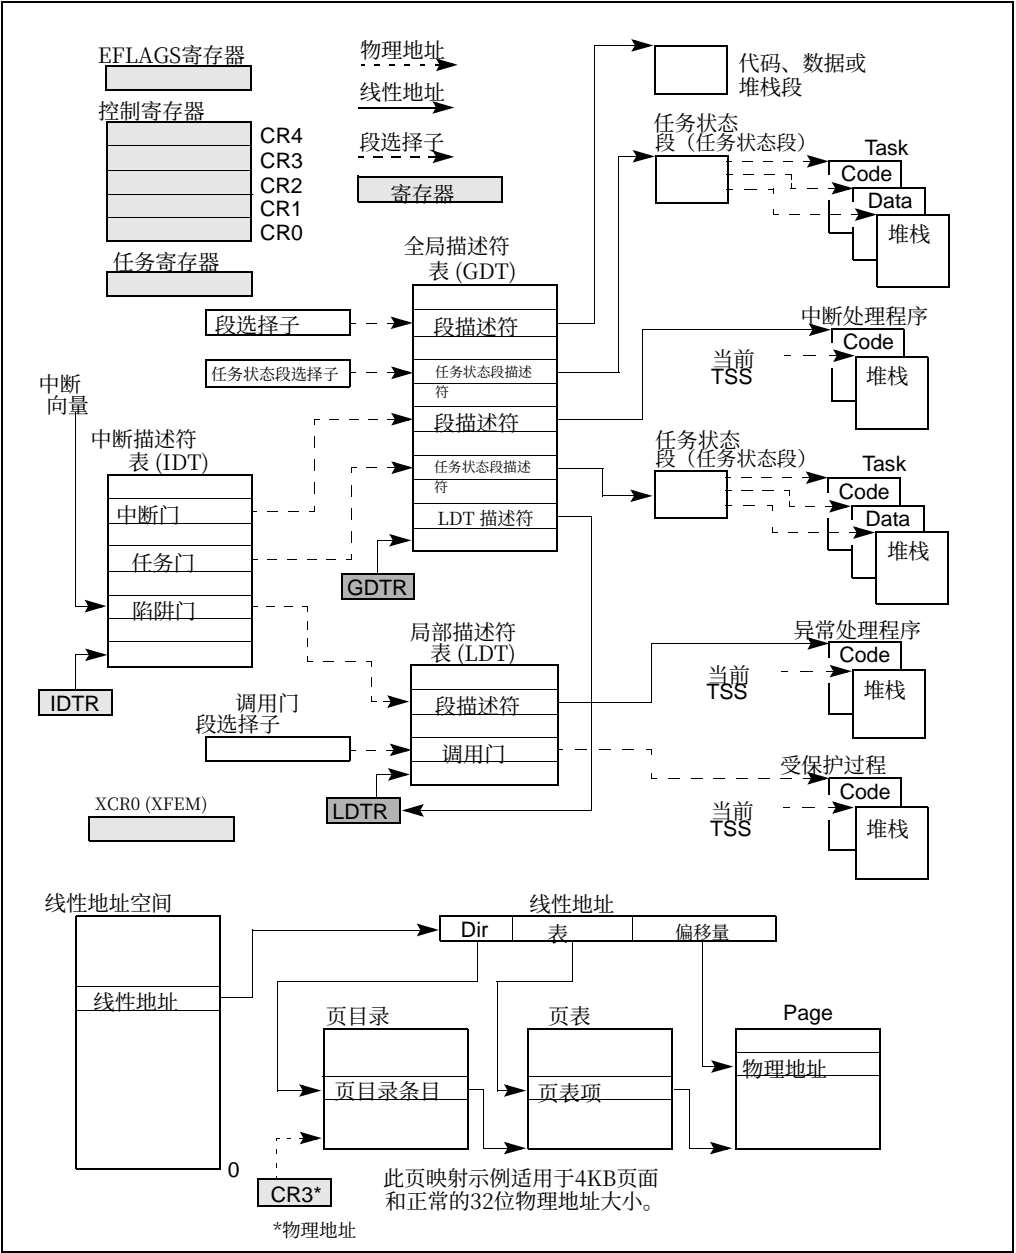 EFLAGS寄存器
控制寄存器
CR4
CR3
CR2
CR1
CR0
任务寄存器
物理地址
线性地址
段选择子
寄存器
代码、数据或
堆栈段
任务状态
段（任务状态段）
Task
Code
Data
堆栈
全局描述符
表 (GDT)
段选择子
段描述符
任务状态段选择子
任务状态段描述
符
段描述符
任务状态段描述
符
LDT 描述符
GDTR
中断处理程序
Code
当前
TSS
堆栈
中断
向量
中断描述符
表 (IDT)
中断门
任务门
陷阱门
IDTR
任务状态
段（任务状态段）
Task
Code
Data
堆栈
局部描述符
表 (LDT)
段描述符
调用门
调用门
段选择子
LDTR
异常处理程序
Code
当前
TSS
堆栈
受保护过程
Code
当前
TSS
堆栈
XCR0 (XFEM)
线性地址空间
线性地址
0
线性地址
Dir
表
偏移量
页目录
页目录条目
页表
页表项
Page
物理地址
CR3*
*物理地址
此页映射示例适用于4KB页面
和正常的32位物理地址大小。